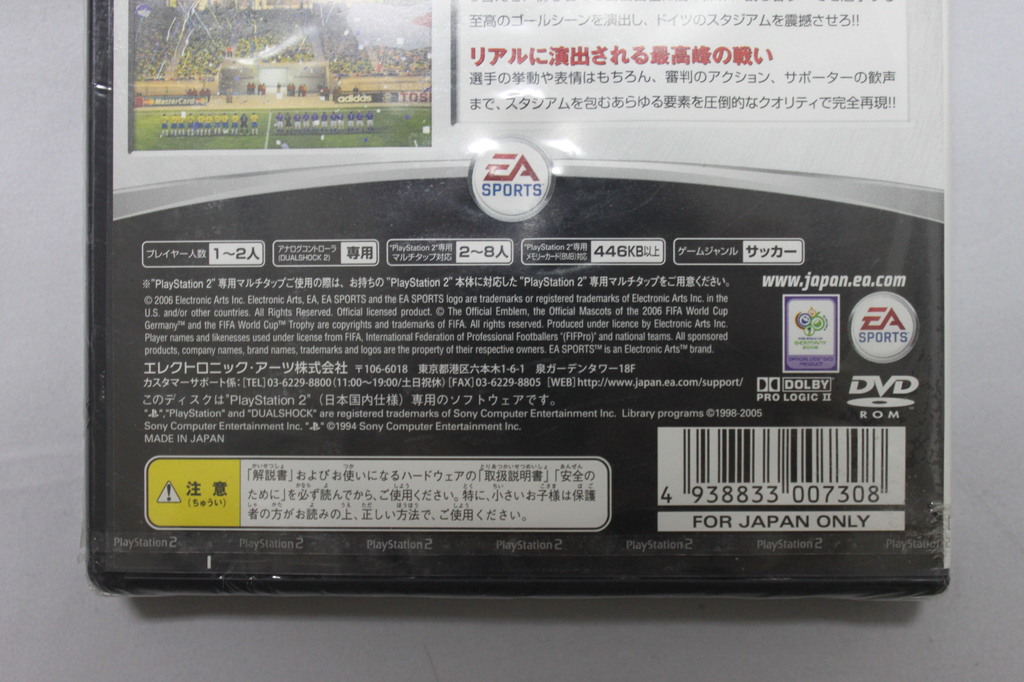 至高のゴールシーンを演出し、ドイツのスタジアムを震撼させろ!!
リアルに演出される最高峰の戦い
選手の挙動や表情はもちろん、審判のアクション、サポーターの歓声
まで、スタジアムを包むあらゆる要素を圧倒的なクオリティで完全再現!!
MasterCard
adidas
TOSH
EA
SPORTS
プレイヤー人数 1〜2人
アナログコントローラ (DUALSHOCK 2) 専用
"PlayStation 2"専用 マルチタップ対応 2〜8人
"PlayStation 2"専用 メモリーカード(8MB)対応 446KB以上
ゲームジャンル サッカー
※"PlayStation 2"専用マルチタップご使用の際は、お持ちの"PlayStation 2"本体に対応した"PlayStation 2"専用マルチタップをご用意ください。
www.japan.ea.com
© 2006 Electronic Arts Inc. Electronic Arts, EA, EA SPORTS and the EA SPORTS logo are trademarks or registered trademarks of Electronic Arts Inc. in the
U.S. and/or other countries. All Rights Reserved. Official licensed product. © The Official Emblem, the Official Mascots of the 2006 FIFA World Cup
Germany™ and the FIFA World Cup™ Trophy are copyrights and trademarks of FIFA. All rights reserved. Produced under licence by Electronic Arts Inc.
Player names and likenesses used under license from FIFA, International Federation of Professional Footballers ("FIFPro") and national teams. All sponsored
products, company names, brand names, trademarks and logos are the property of their respective owners. EA SPORTS™ is an Electronic Arts™ brand.
EA
SPORTS
エレクトロニック・アーツ株式会社 〒106-6018 東京都港区六本木1-6-1 泉ガーデンタワー18F
カスタマーサポート係:[TEL]03-6229-8800(11:00〜19:00/土日祝休)[FAX]03-6229-8805 [WEB]http://www.japan.ea.com/support/
このディスクは"PlayStation 2"(日本国内仕様)専用のソフトウェアです。
" ","PlayStation" and "DUALSHOCK" are registered trademarks of Sony Computer Entertainment Inc. Library programs ©1998-2005
Sony Computer Entertainment Inc. " " ©1994 Sony Computer Entertainment Inc.
MADE IN JAPAN
DOLBY
PRO LOGIC II
DVD
ROM
注意
(ちゅうい)
「解説書」およびお使いになるハードウェアの「取扱説明書」「安全の
ために」を必ず読んでから、ご使用ください。特に、小さいお子様は保護
者の方がお読みの上、正しい方法で、ご使用ください。
4 938833 007308
FOR JAPAN ONLY
PlayStation 2 PlayStation 2 PlayStation 2 PlayStation 2 PlayStation 2 PlayStation 2 PlayStation 2